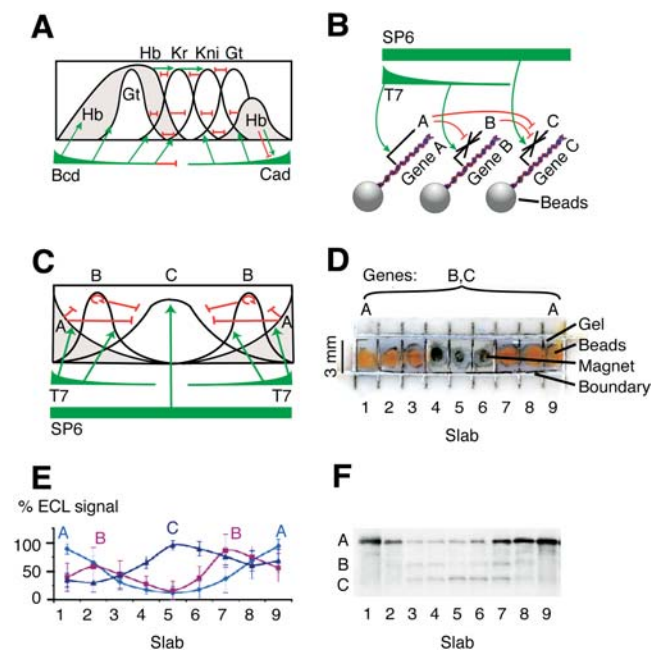 A
Hb Kr Kni Gt
Gt
Hb
Hb
Bcd
Cad
B
SP6
T7
A B C
Gene A
Gene B
Gene C
Beads
C
B C B
A
A
T7
T7
SP6
D
Genes: B,C
A A
Gel
Beads
Magnet
Boundary
3 mm
1 2 3 4 5 6 7 8 9
Slab
E
% ECL signal
A B C B A
100
50
0
1 2 3 4 5 6 7 8 9
Slab
F
A
B
C
1 2 3 4 5 6 7 8 9
Slab